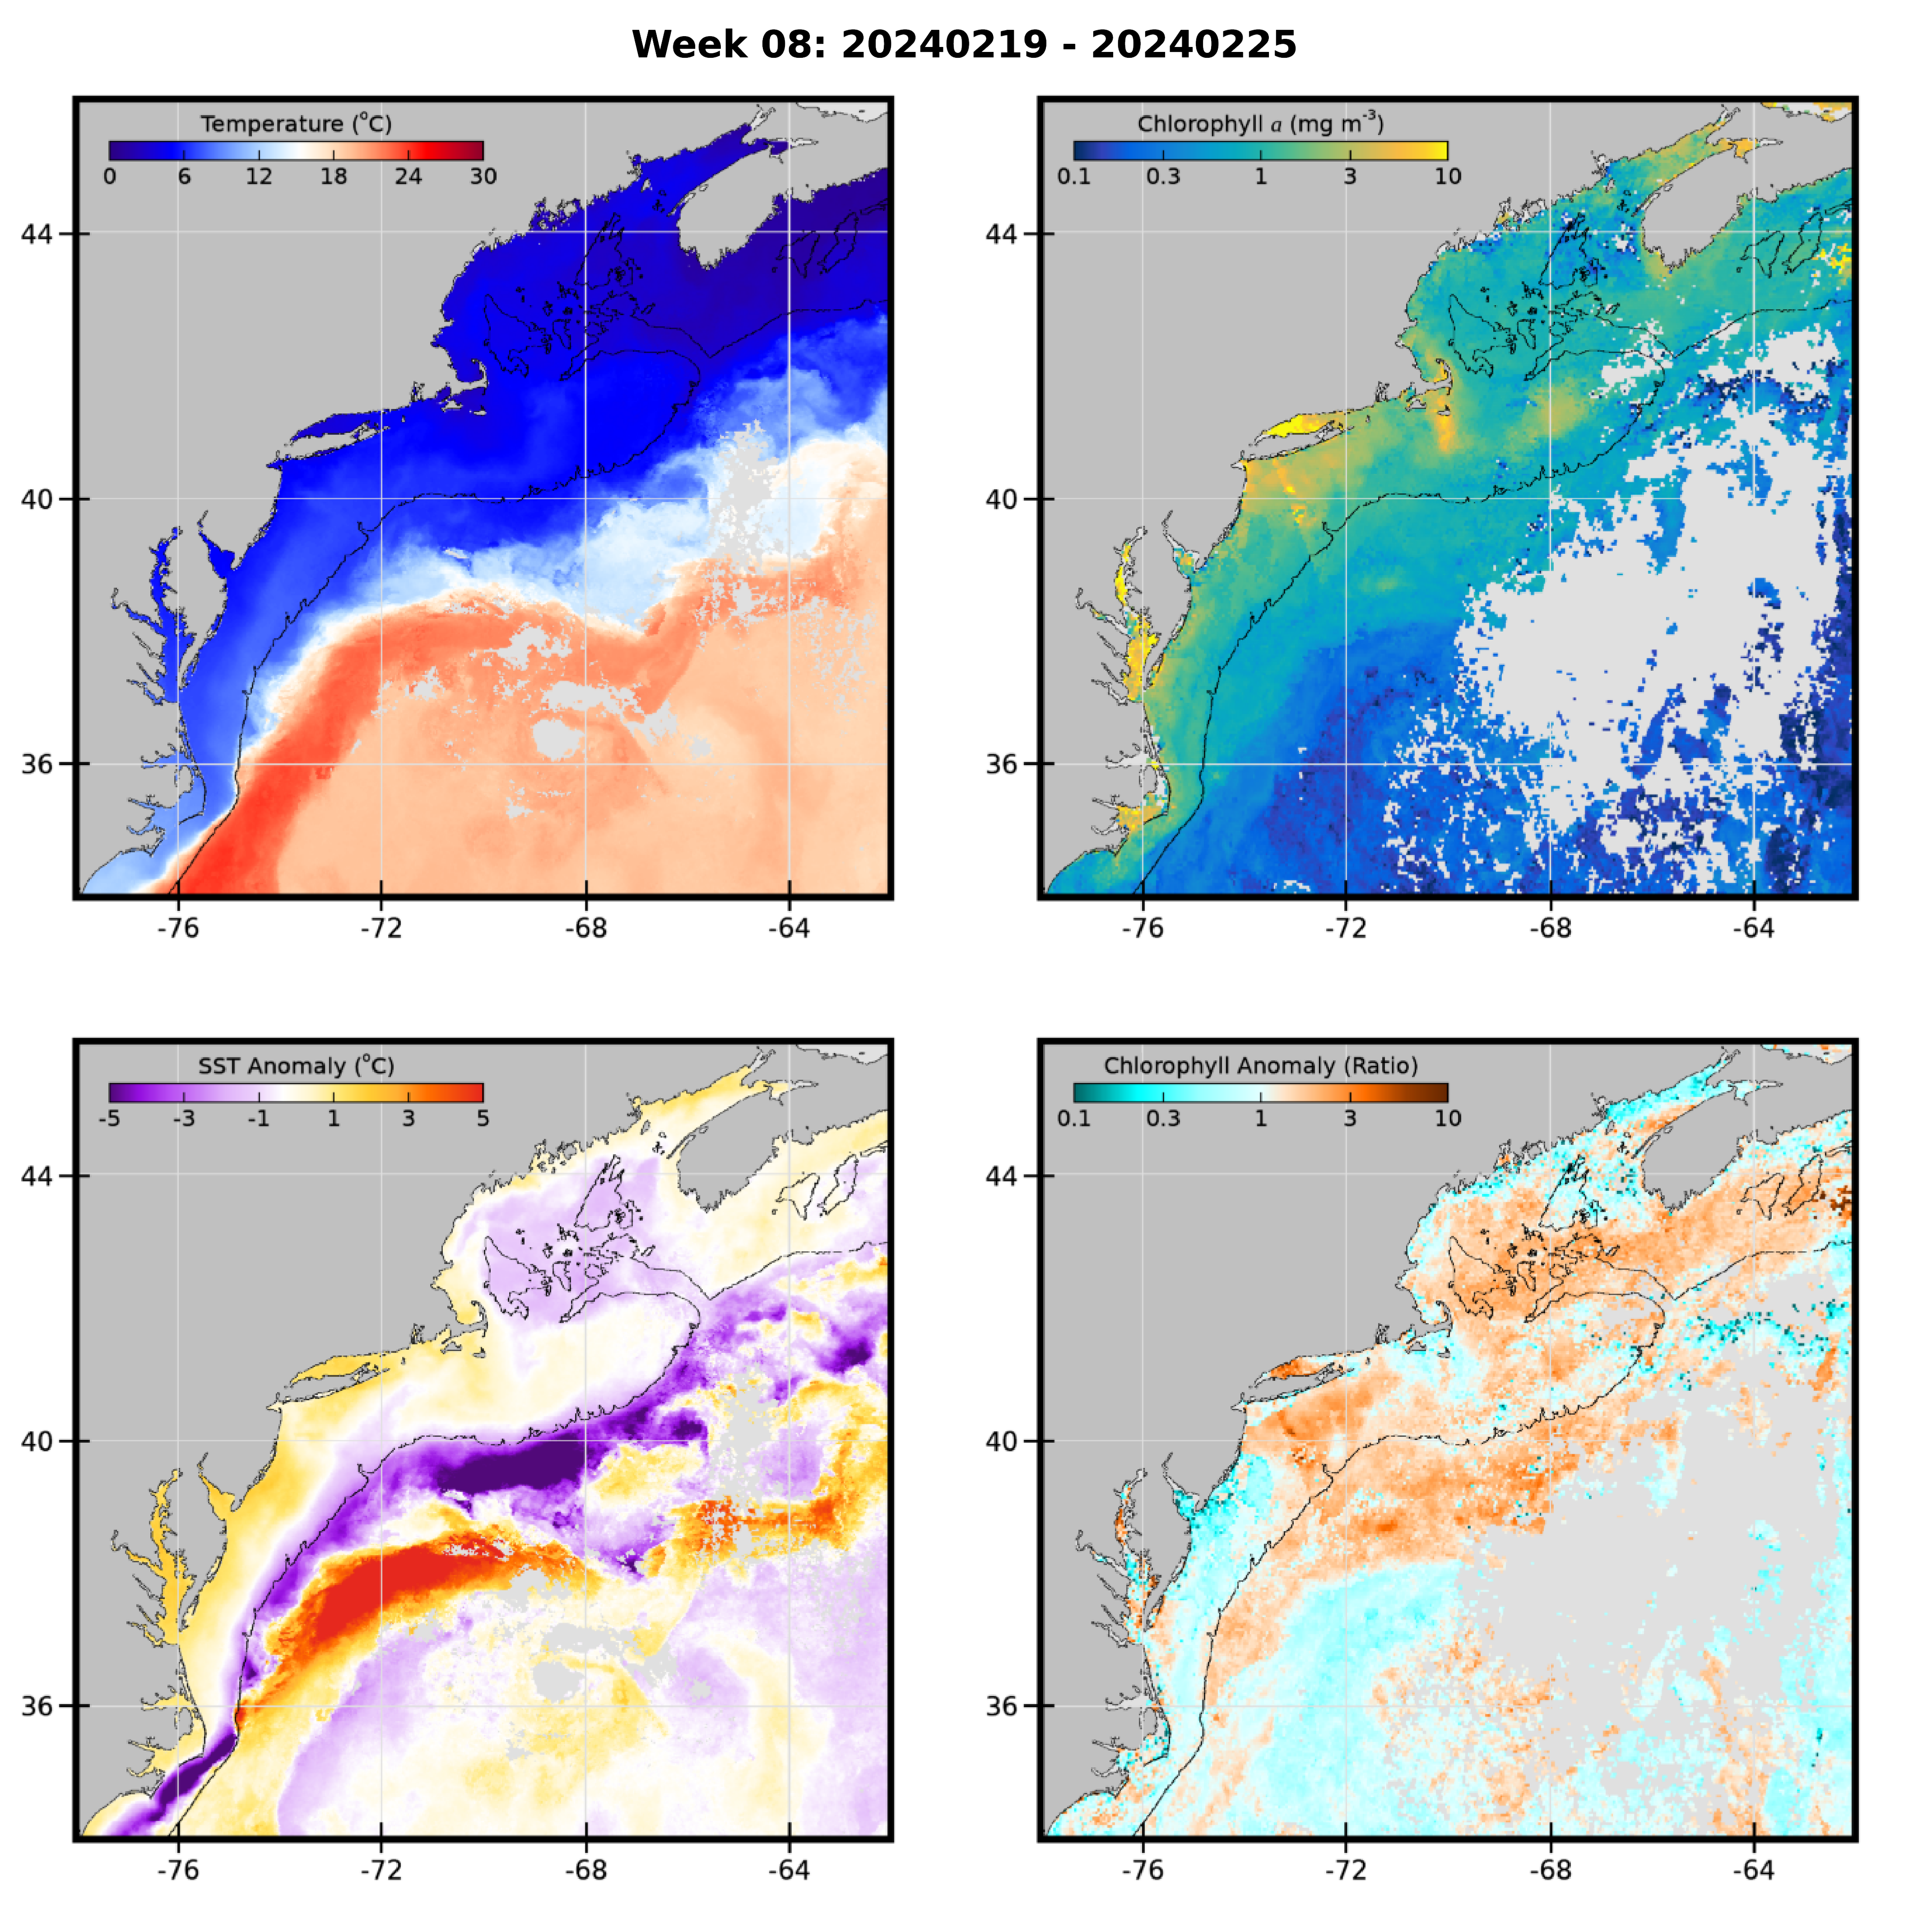 Week 08: 20240219 - 20240225
Temperature (°C)
0 6 12 18 24 30
44
40
36
-76 -72 -68 -64
Chlorophyll a (mg m⁻³)
0.1 0.3 1 3 10
44
40
36
-76 -72 -68 -64
SST Anomaly (°C)
-5 -3 -1 1 3 5
44
40
36
-76 -72 -68 -64
Chlorophyll Anomaly (Ratio)
0.1 0.3 1 3 10
44
40
36
-76 -72 -68 -64